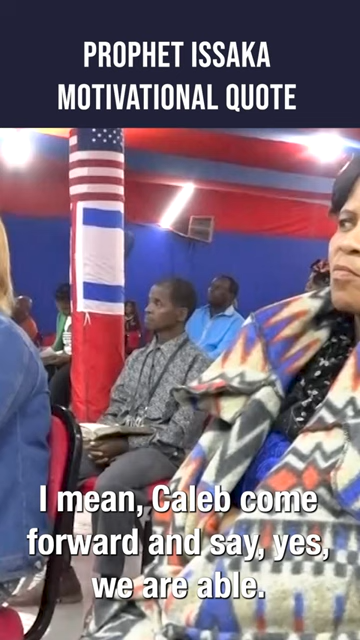 PROPHET ISSAKA
MOTIVATIONAL QUOTE
I mean, Caleb come
forward and say, yes,
we are able.